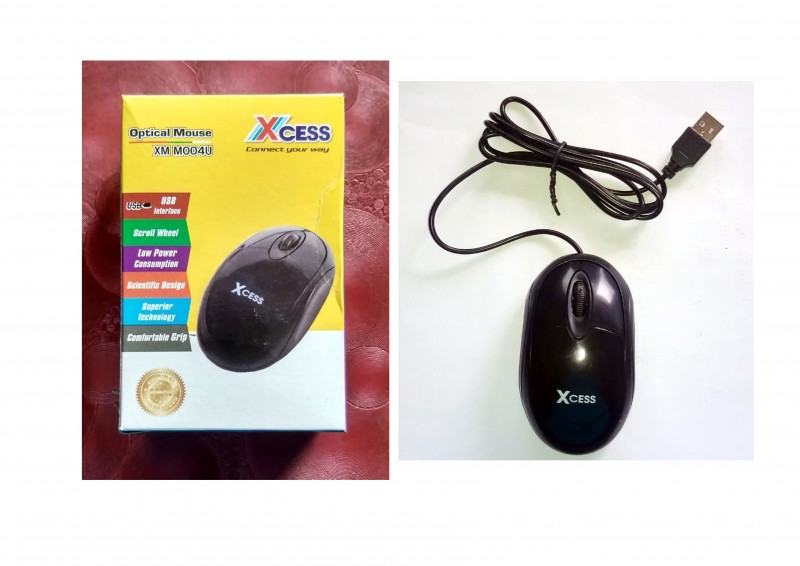 Optical Mouse
XM M004U
XCESS
Connect your way
USB
USB
Interface
Scroll Wheel
Low Power
Consumption
Scientific Design
Superior
Technology
Comfortable Grip
XCESS
XCESS